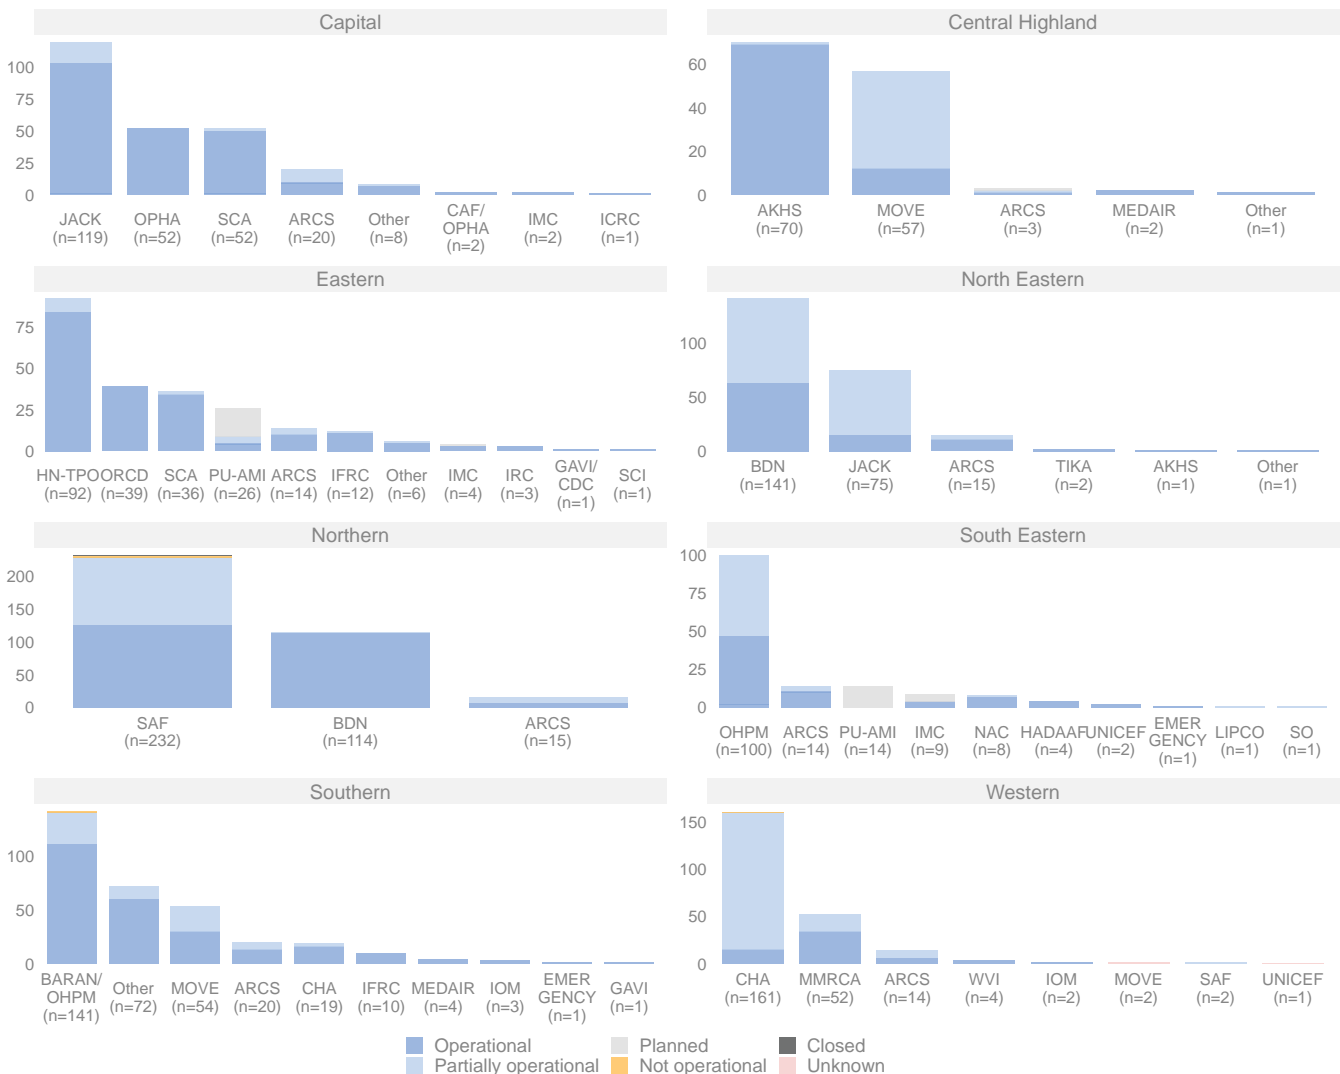 Capital
100
75
50
25
0
JACK OPHA SCA ARCS Other CAF/ IMC ICRC
(n=119) (n=52) (n=52) (n=20) (n=8) OPHA (n=2) (n=1)
(n=2)
Central Highland
60
40
20
0
AKHS MOVE ARCS MEDAIR Other
(n=70) (n=57) (n=3) (n=2) (n=1)
Eastern
75
50
25
0
HN-TPO ORCD SCA PU-AMI ARCS IFRC Other IMC IRC GAVI/ SCI
(n=92) (n=39) (n=36) (n=26) (n=14) (n=12) (n=6) (n=4) (n=3) CDC (n=1)
(n=1)
North Eastern
100
50
0
BDN JACK ARCS TIKA AKHS Other
(n=141) (n=75) (n=15) (n=2) (n=1) (n=1)
Northern
200
150
100
50
0
SAF BDN ARCS
(n=232) (n=114) (n=15)
South Eastern
100
75
50
25
0
OHPM ARCS PU-AMI IMC NAC HADAAF UNICEF EMER LIPCO SO
(n=100) (n=14) (n=14) (n=9) (n=8) (n=4) (n=2) GENCY (n=1) (n=1)
(n=1)
Southern
100
50
0
BARAN/ Other MOVE ARCS CHA IFRC MEDAIR IOM EMER GAVI
OHPM (n=72) (n=54) (n=20) (n=19) (n=10) (n=4) (n=3) GENCY (n=1)
(n=141) (n=1)
Western
150
100
50
0
CHA MMRCA ARCS WVI IOM MOVE SAF UNICEF
(n=161) (n=52) (n=14) (n=4) (n=2) (n=2) (n=2) (n=1)
Operational Planned Closed
Partially operational Not operational Unknown